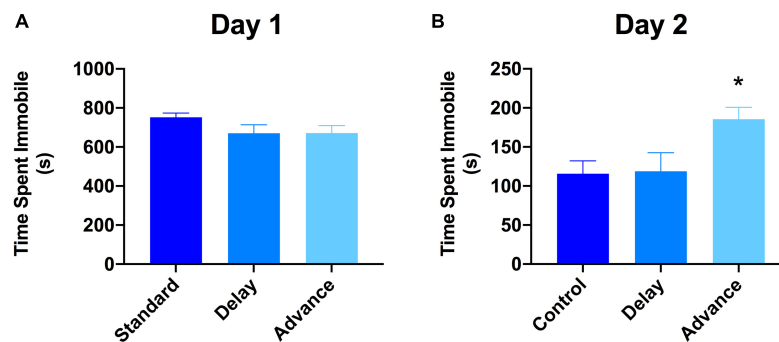 A
Day 1
Time Spent Immobile
(s)
1000
800
600
400
200
0
Standard
Delay
Advance
B
Day 2
Time Spent Immobile
(s)
250
200
150
100
50
0
*
Control
Delay
Advance